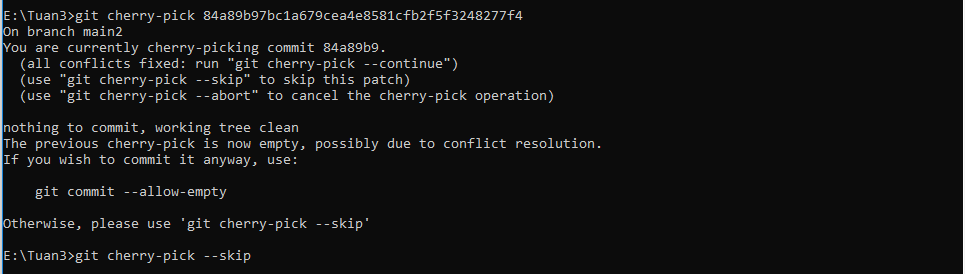 E:\Tuan3>git cherry-pick 84a89b97bc1a679cea4e8581cfb2f5f3248277f4
On branch main2
You are currently cherry-picking commit 84a89b9.
  (all conflicts fixed: run "git cherry-pick --continue")
  (use "git cherry-pick --skip" to skip this patch)
  (use "git cherry-pick --abort" to cancel the cherry-pick operation)
nothing to commit, working tree clean
The previous cherry-pick is now empty, possibly due to conflict resolution.
If you wish to commit it anyway, use:
    git commit --allow-empty
Otherwise, please use 'git cherry-pick --skip'
E:\Tuan3>git cherry-pick --skip